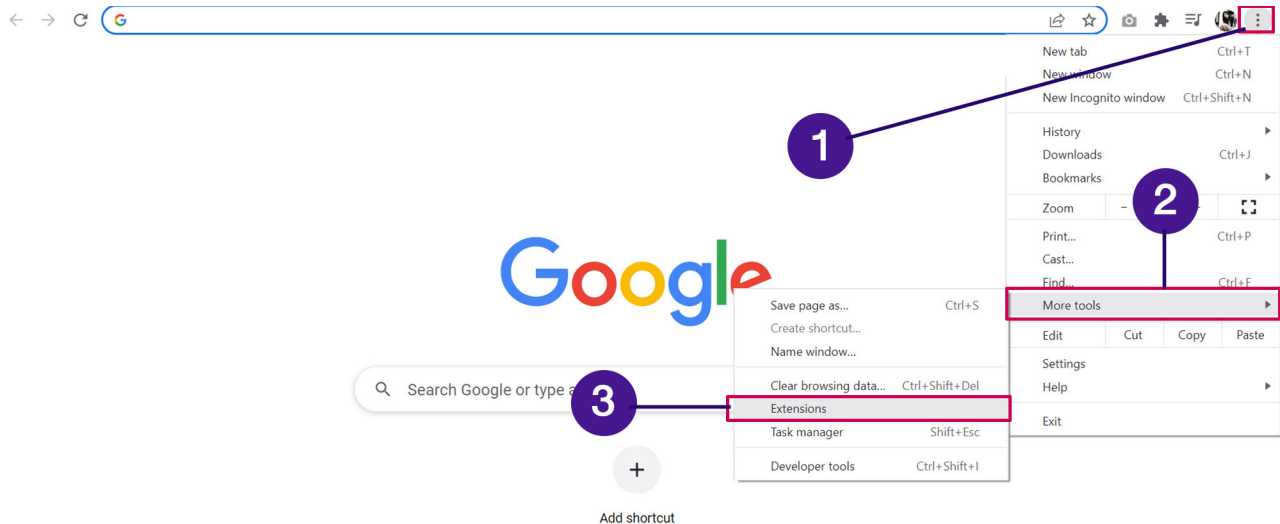 G
New tab Ctrl+T
New window Ctrl+N
New Incognito window Ctrl+Shift+N
1
History
Downloads Ctrl+J
Bookmarks
2
Zoom -
Print... Ctrl+P
Cast...
Find... Ctrl+F
Google
More tools
Save page as... Ctrl+S
Create shortcut...
Name window...
Edit Cut Copy Paste
Settings
Help
Exit
Search Google or type
3
Clear browsing data... Ctrl+Shift+Del
Extensions
Task manager Shift+Esc
Developer tools Ctrl+Shift+I
Add shortcut